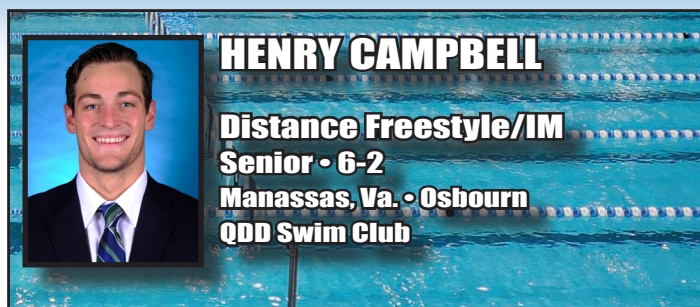 HENRY CAMPBELL
Distance Freestyle/IM
Senior • 6-2
Manassas, Va. • Osbourn
QDD Swim Club